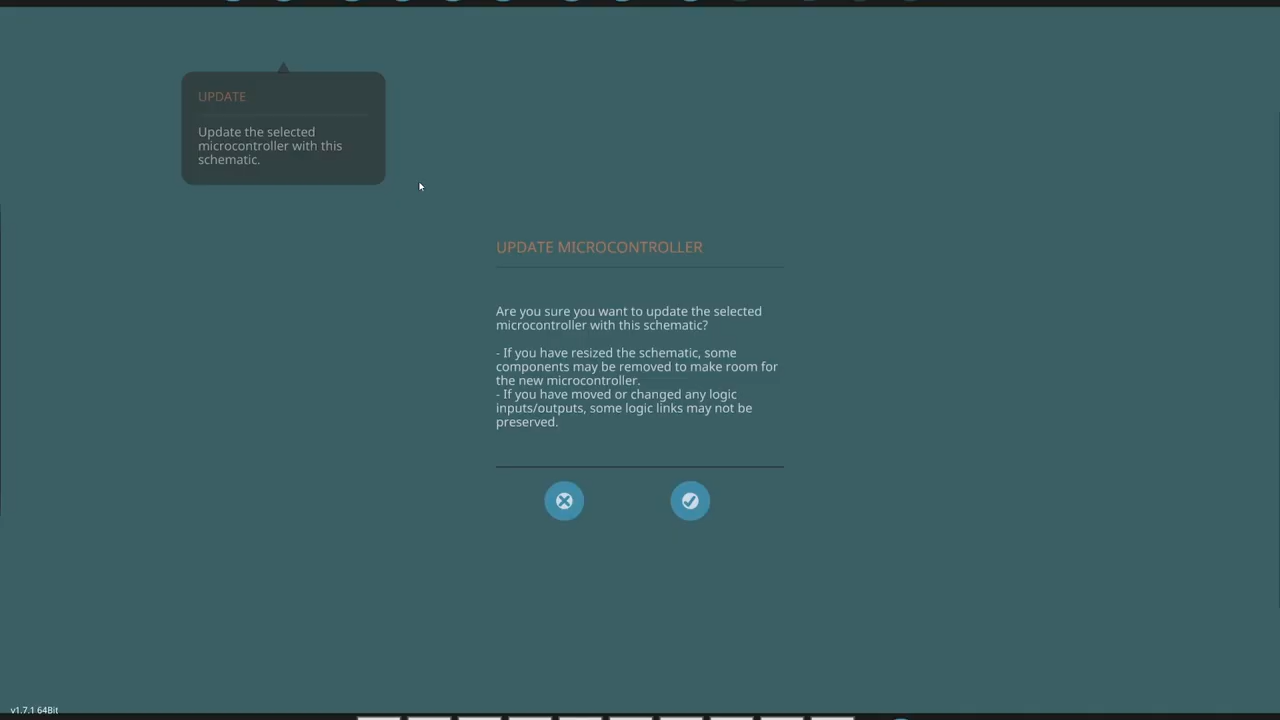 UPDATE
Update the selected
microcontroller with this
schematic.
UPDATE MICROCONTROLLER
Are you sure you want to update the selected
microcontroller with this schematic?
- If you have resized the schematic, some
components may be removed to make room for
the new microcontroller.
- If you have moved or changed any logic
inputs/outputs, some logic links may not be
preserved.
v1.7.1 64Bit